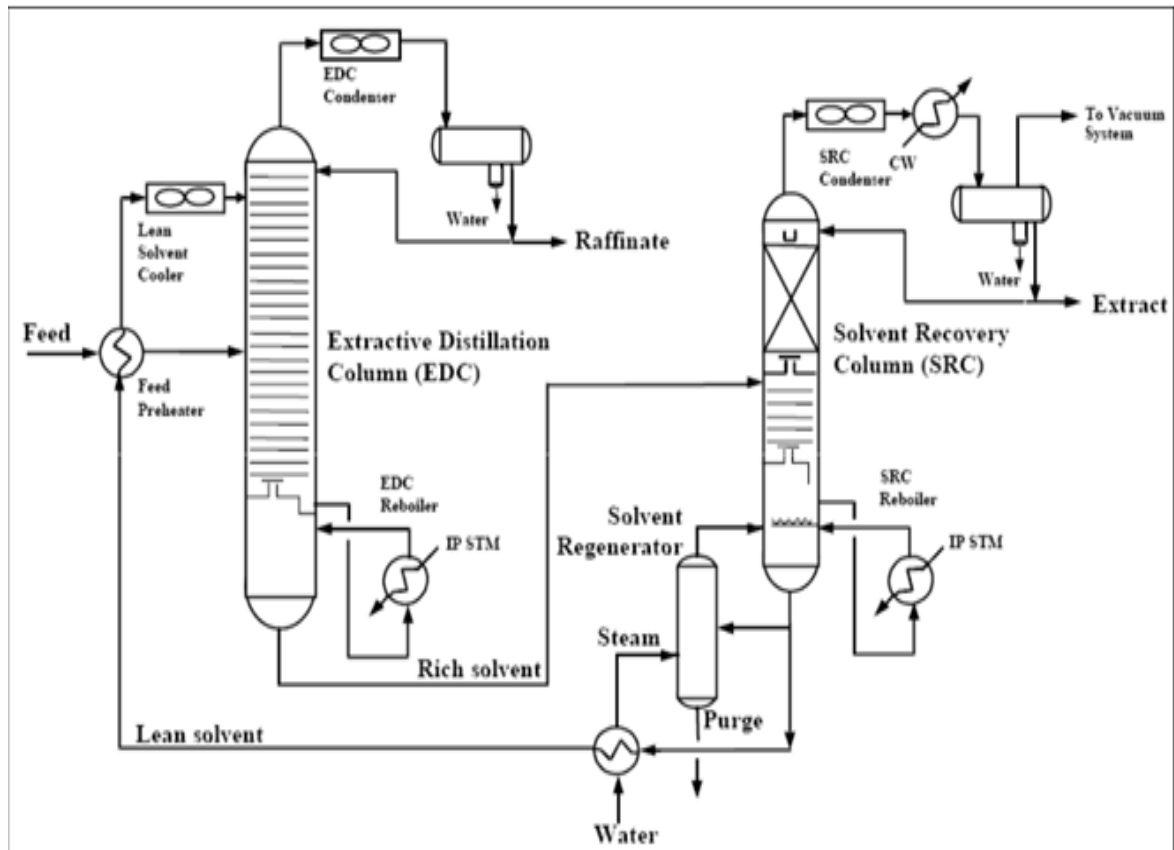 EDC
Condenser
Water
Raffinate
Lean
Solvent
Cooler
Feed
Feed
Preheater
Extractive Distillation
Column (EDC)
EDC
Reboiler
IP STM
Rich solvent
Lean solvent
SRC
Condenser
CW
To Vacuum
System
Water
Extract
Solvent Recovery
Column (SRC)
SRC
Reboiler
IP STM
Solvent
Regenerator
Steam
Purge
Water